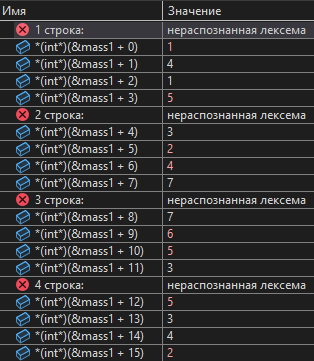 Имя Значение
1 строка: нераспознанная лексема
*(int*)(&mass1 + 0) 1
*(int*)(&mass1 + 1) 4
*(int*)(&mass1 + 2) 1
*(int*)(&mass1 + 3) 5
2 строка: нераспознанная лексема
*(int*)(&mass1 + 4) 3
*(int*)(&mass1 + 5) 2
*(int*)(&mass1 + 6) 4
*(int*)(&mass1 + 7) 7
3 строка: нераспознанная лексема
*(int*)(&mass1 + 8) 7
*(int*)(&mass1 + 9) 6
*(int*)(&mass1 + 10) 5
*(int*)(&mass1 + 11) 3
4 строка: нераспознанная лексема
*(int*)(&mass1 + 12) 5
*(int*)(&mass1 + 13) 3
*(int*)(&mass1 + 14) 4
*(int*)(&mass1 + 15) 2